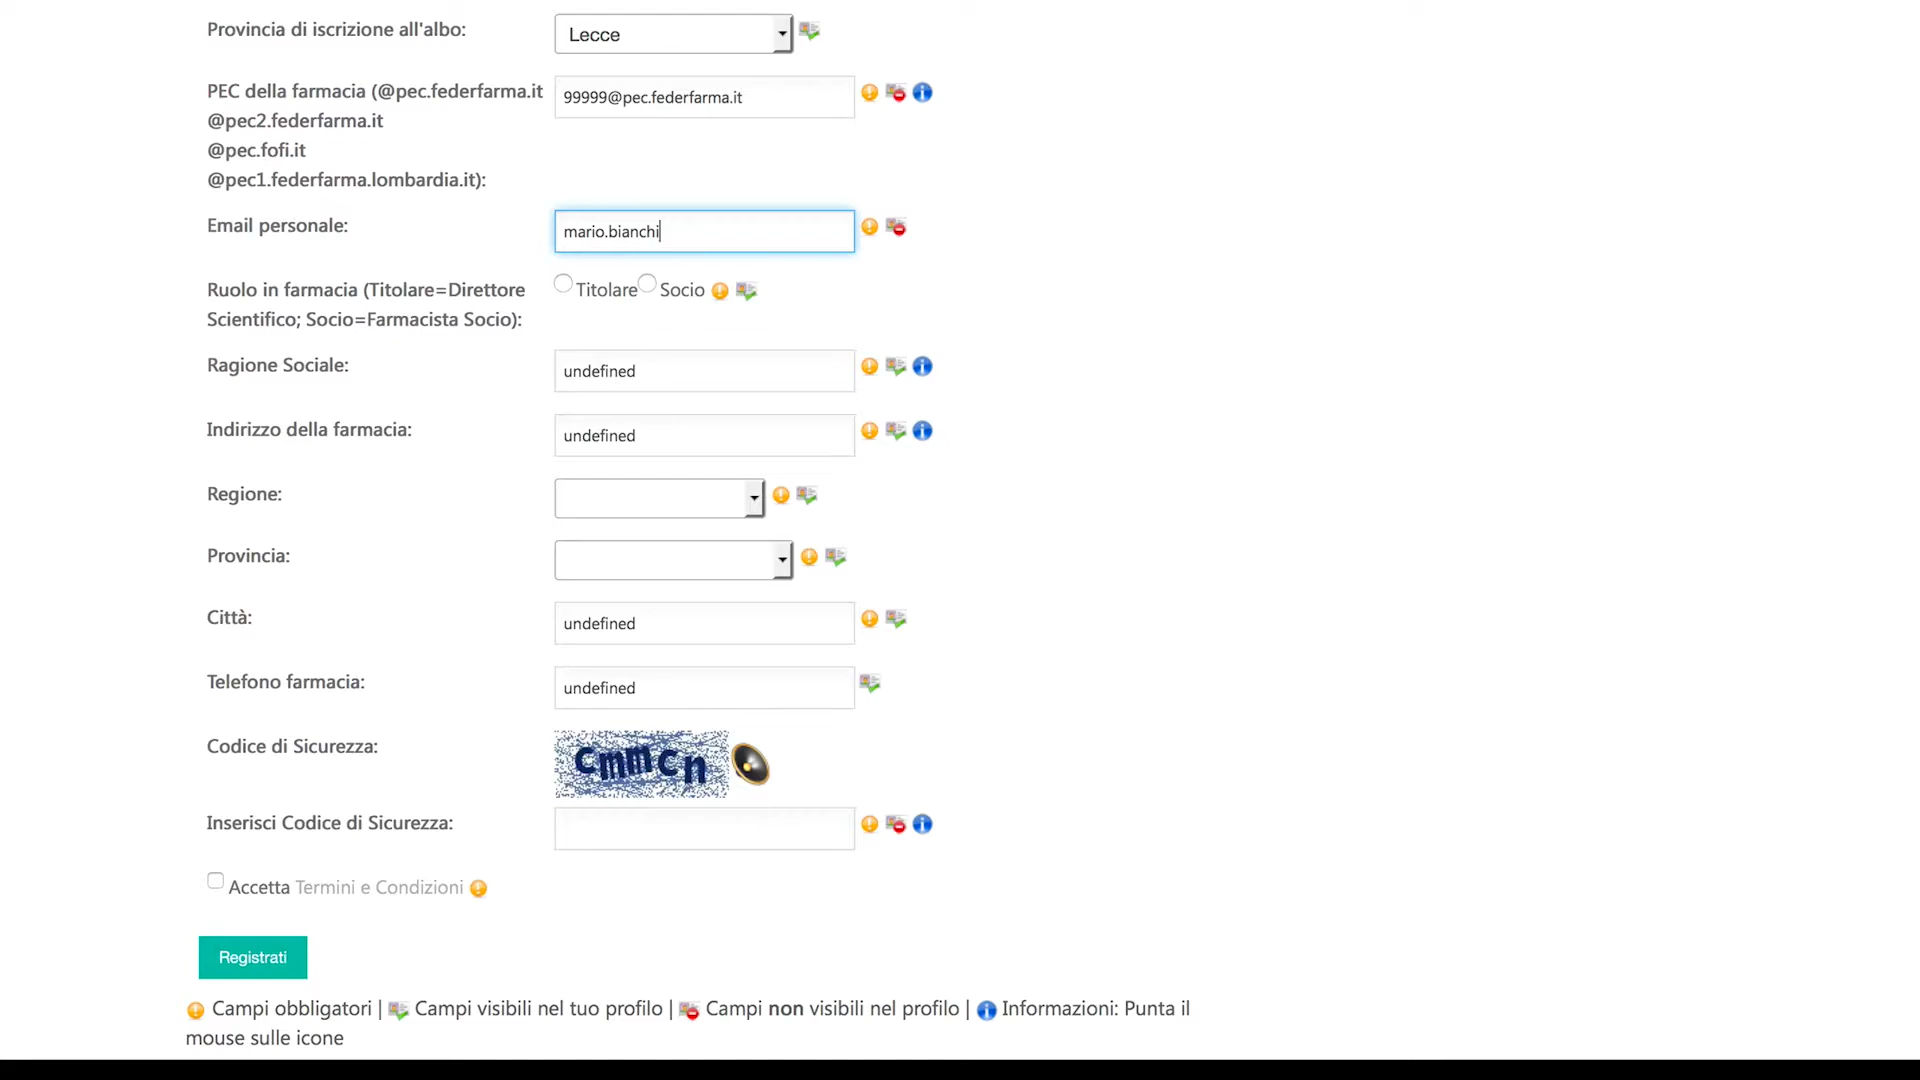 Provincia di iscrizione all'albo:
Lecce
PEC della farmacia (@pec.federfarma.it
@pec2.federfarma.it
@pec.fofi.it
@pec1.federfarma.lombardia.it):
99999@pec.federfarma.it
Email personale:
mario.bianchi
Ruolo in farmacia (Titolare=Direttore
Scientifico; Socio=Farmacista Socio):
Titolare Socio
Ragione Sociale:
undefined
Indirizzo della farmacia:
undefined
Regione:
Provincia:
Città:
undefined
Telefono farmacia:
undefined
Codice di Sicurezza:
cmmcn
Inserisci Codice di Sicurezza:
Accetta Termini e Condizioni
Registrati
Campi obbligatori | Campi visibili nel tuo profilo | Campi non visibili nel profilo | Informazioni: Punta il
mouse sulle icone